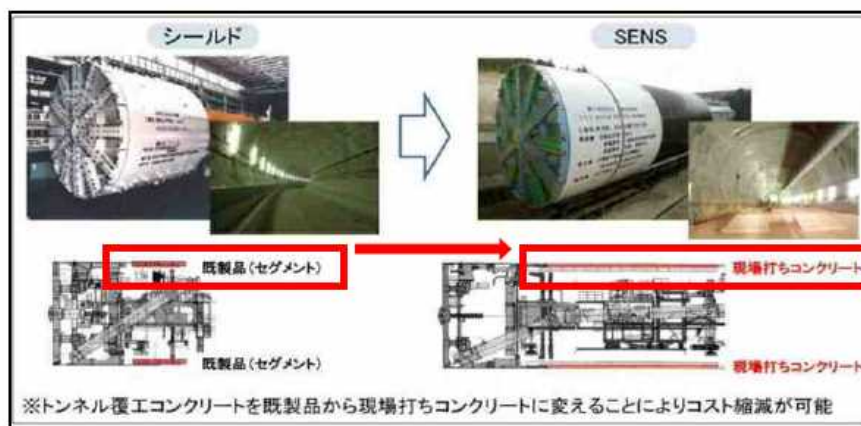 シールド
SENS
既製品(セグメント)
現場打ちコンクリート
既製品(セグメント)
現場打ちコンクリート
※トンネル覆工コンクリートを既製品から現場打ちコンクリートに変えることによりコスト縮減が可能